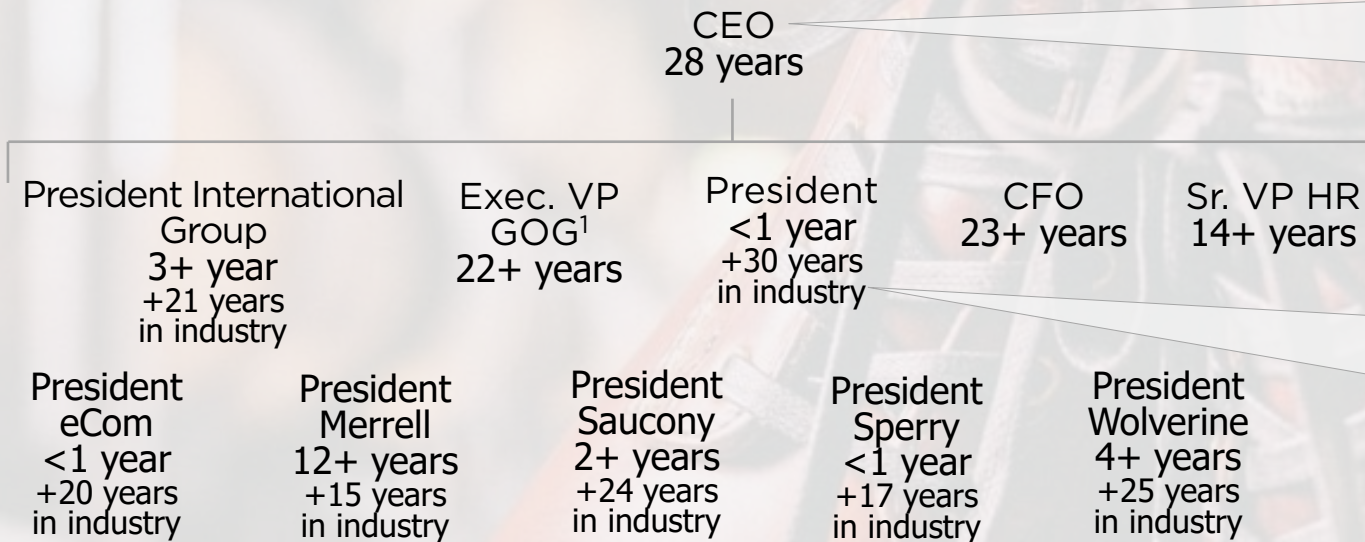 CEO
28 years
President International
Group
3+ year
+21 years
in industry
Exec. VP
GOG¹
22+ years
President
<1 year
+30 years
in industry
CFO
23+ years
Sr. VP HR
14+ years
President
eCom
<1 year
+20 years
in industry
President
Merrell
12+ years
+15 years
in industry
President
Saucony
2+ years
+24 years
in industry
President
Sperry
<1 year
+17 years
in industry
President
Wolverine
4+ years
+25 years
in industry